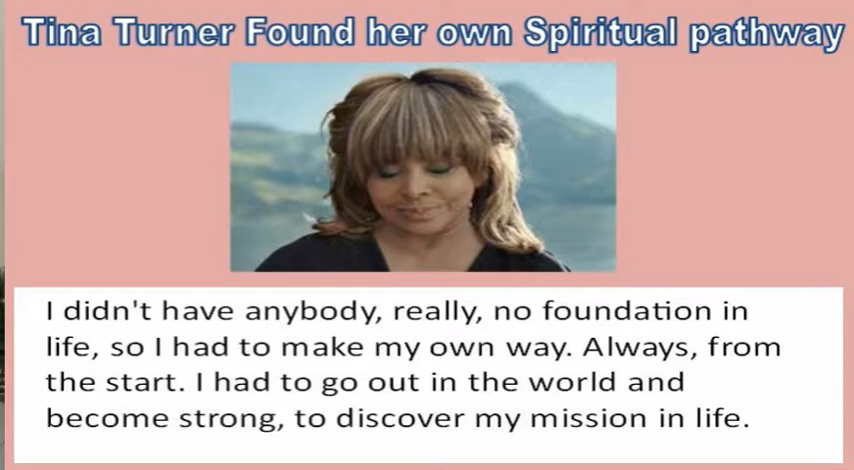 Tina Turner Found her own Spiritual pathway
I didn't have anybody, really, no foundation in
life, so I had to make my own way. Always, from
the start. I had to go out in the world and
become strong, to discover my mission in life.